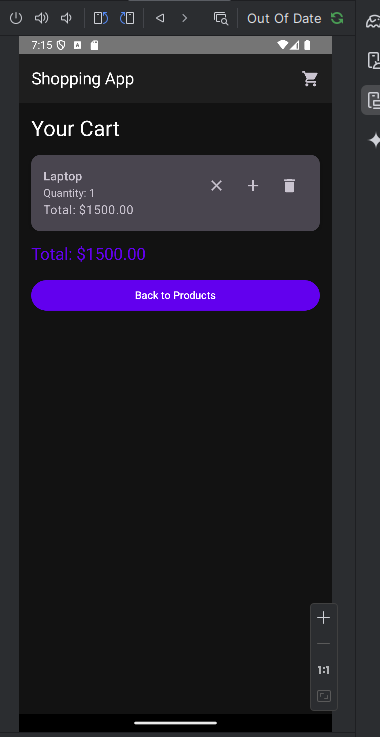 Out Of Date
7:15
Shopping App
Your Cart
Laptop
Quantity: 1
Total: $1500.00
Total: $1500.00
Back to Products
1:1